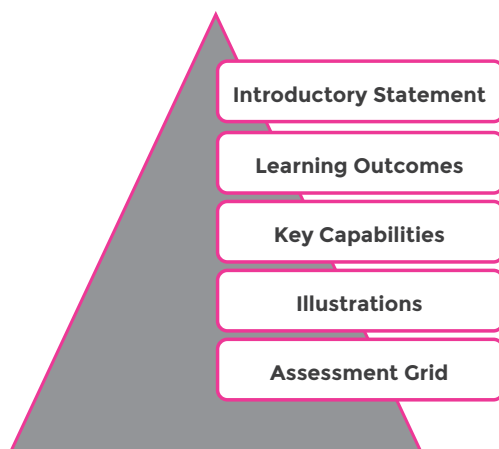 Introductory Statement
Learning Outcomes
Key Capabilities
Illustrations
Assessment Grid